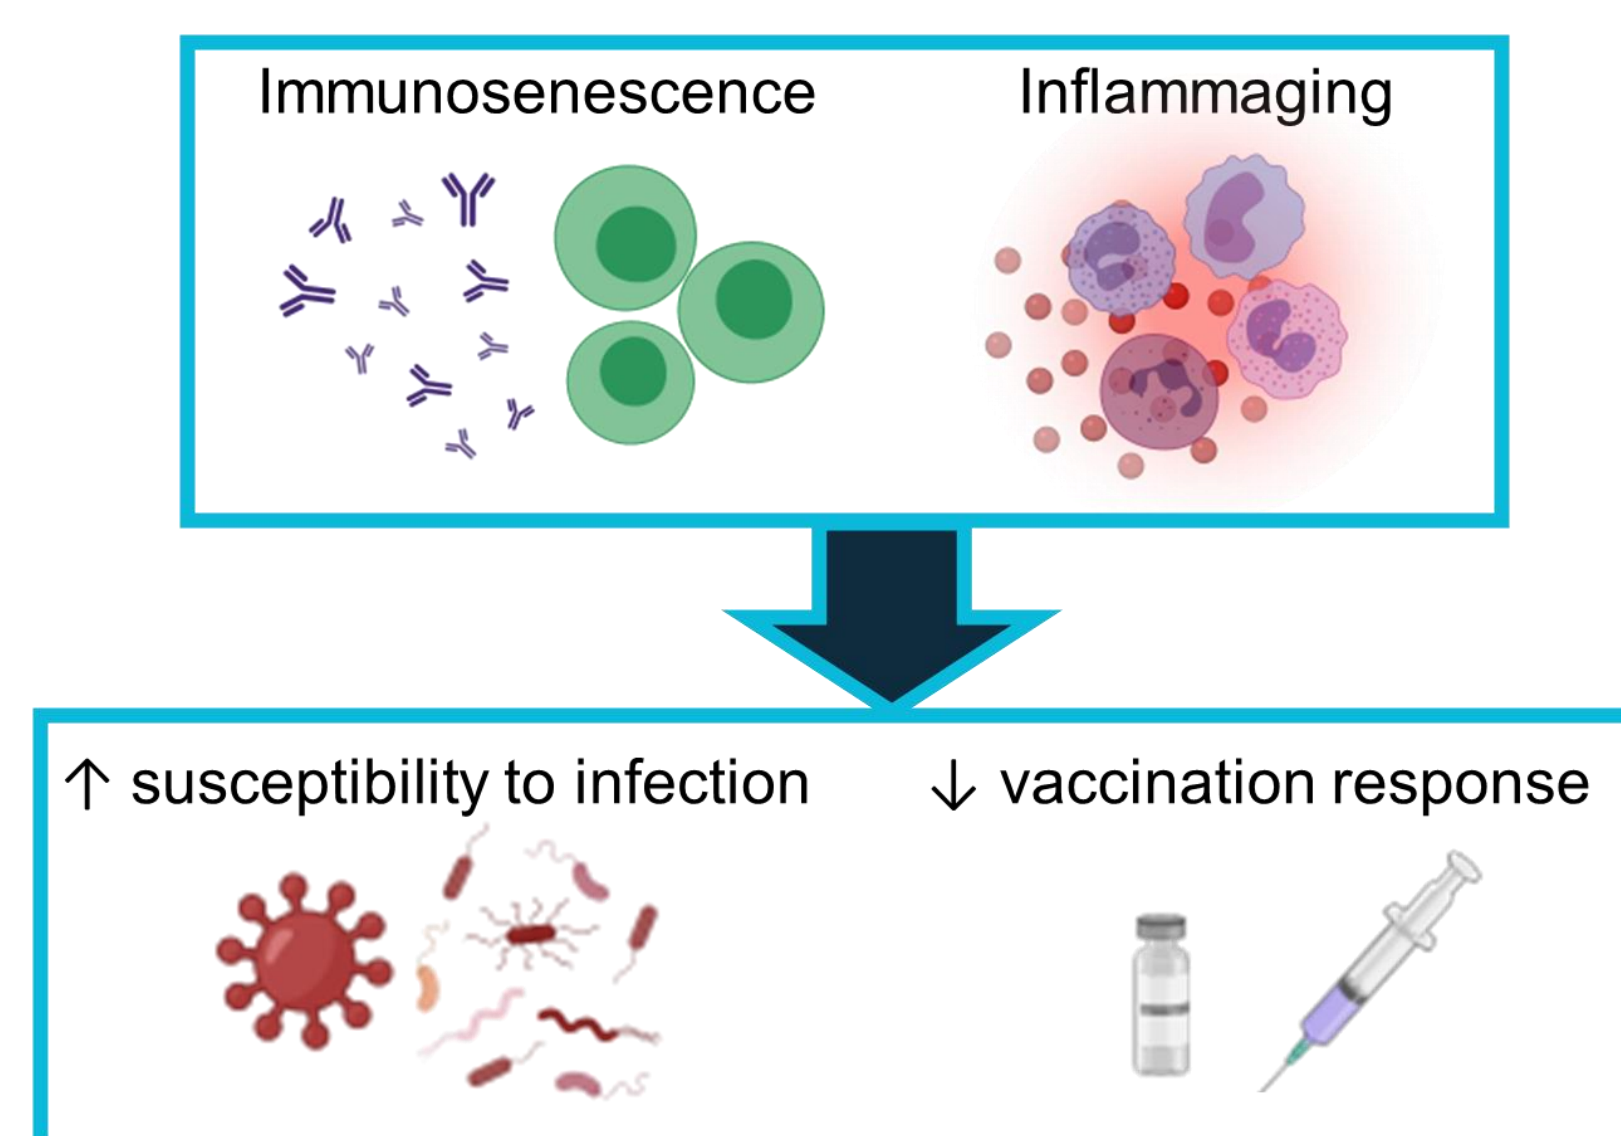 Immunosenescence
Inflammaging
↑ susceptibility to infection
↓ vaccination response